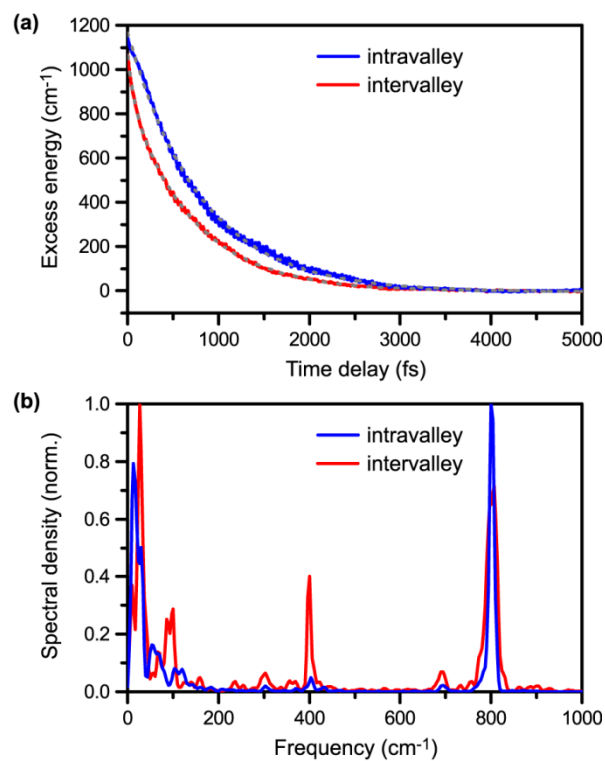 (a)
1200
1000
800
600
400
200
0
Excess energy (cm⁻¹)
intravalley
intervalley
0 1000 2000 3000 4000 5000
Time delay (fs)
(b)
1.0
0.8
0.6
0.4
0.2
0.0
Spectral density (norm.)
intravalley
intervalley
0 200 400 600 800 1000
Frequency (cm⁻¹)